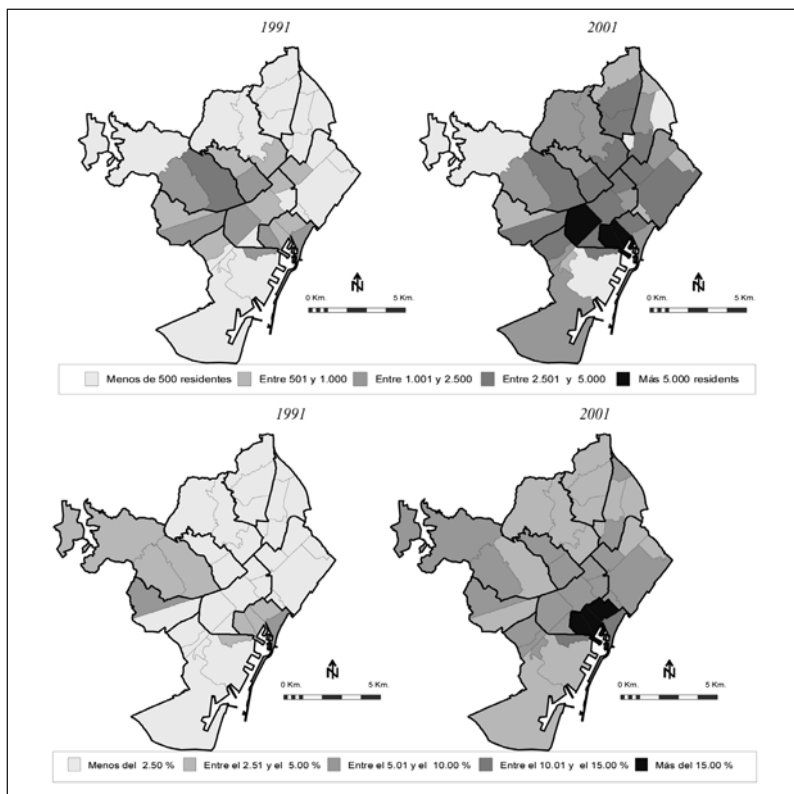 1991
2001
N
0 Km. 5 Km.
N
0 Km. 5 Km.
Menos de 500 residentes Entre 501 y 1.000 Entre 1.001 y 2.500 Entre 2.501 y 5.000 Más 5.000 residents
1991
2001
N
0 Km. 5 Km.
N
0 Km. 5 Km.
Menos del 2.50 % Entre el 2.51 y el 5.00 % Entre el 5.01 y el 10.00 % Entre el 10.01 y el 15.00 % Más del 15.00 %